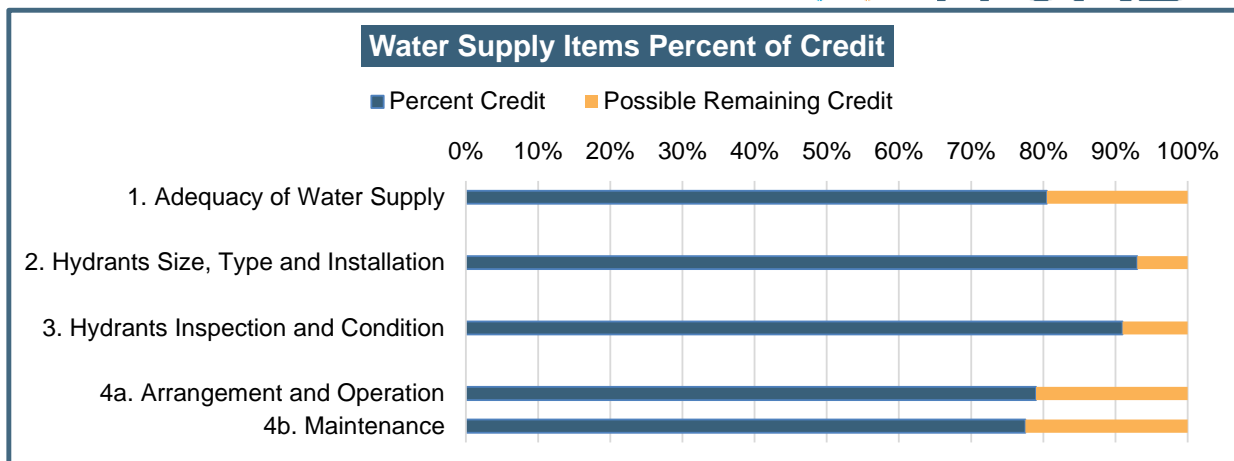 Water Supply Items Percent of Credit
Percent Credit Possible Remaining Credit
0% 10% 20% 30% 40% 50% 60% 70% 80% 90% 100%
1. Adequacy of Water Supply
2. Hydrants Size, Type and Installation
3. Hydrants Inspection and Condition
4a. Arrangement and Operation
4b. Maintenance